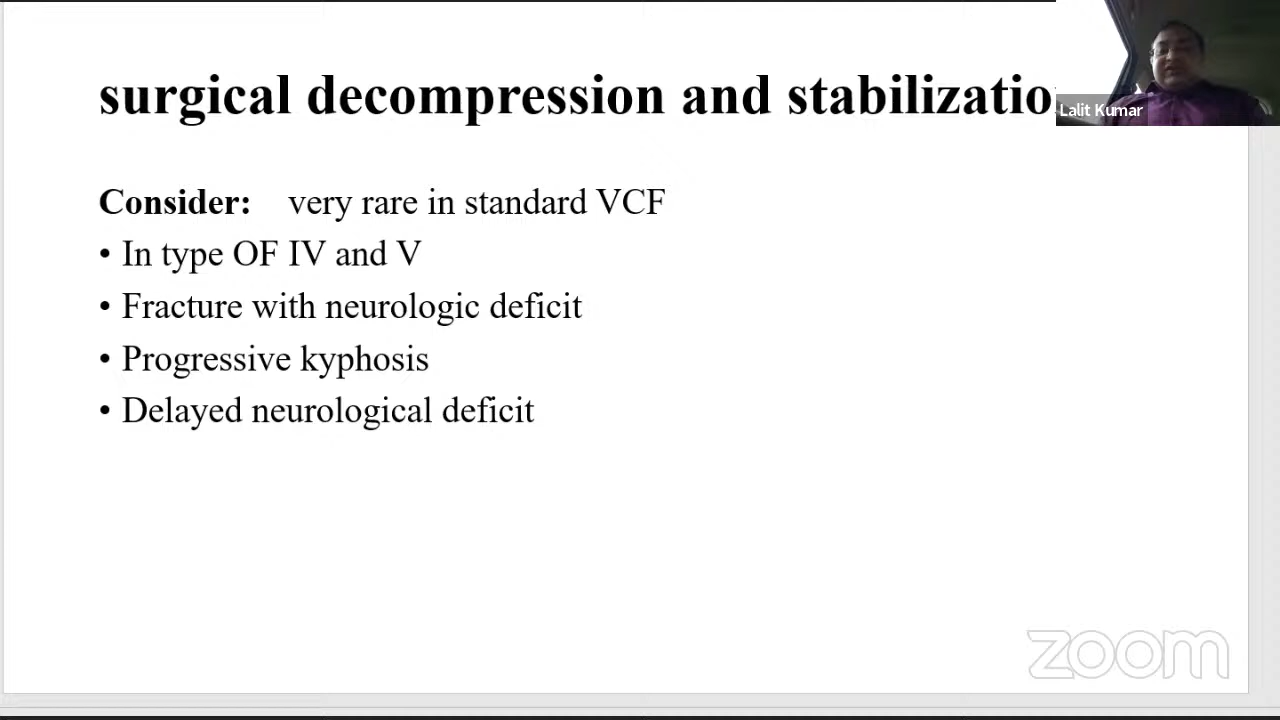 surgical decompression and stabilizatio
Lalit Kumar
Consider: very rare in standard VCF
• In type OF IV and V
• Fracture with neurologic deficit
• Progressive kyphosis
• Delayed neurological deficit
zoom